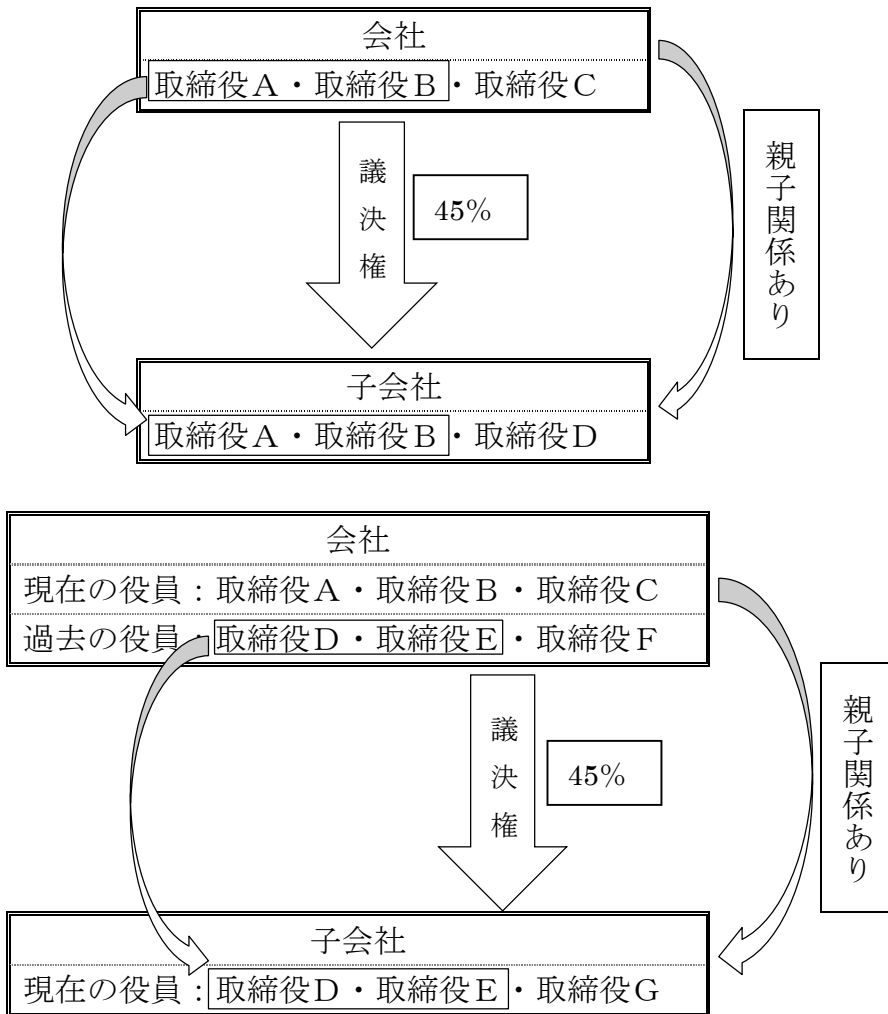 会社
取締役A・取締役B・取締役C
議決権
45%
親子関係あり
子会社
取締役A・取締役B・取締役D
会社
現在の役員:取締役A・取締役B・取締役C
過去の役員:取締役D・取締役E・取締役F
議決権
45%
親子関係あり
子会社
現在の役員:取締役D・取締役E・取締役G